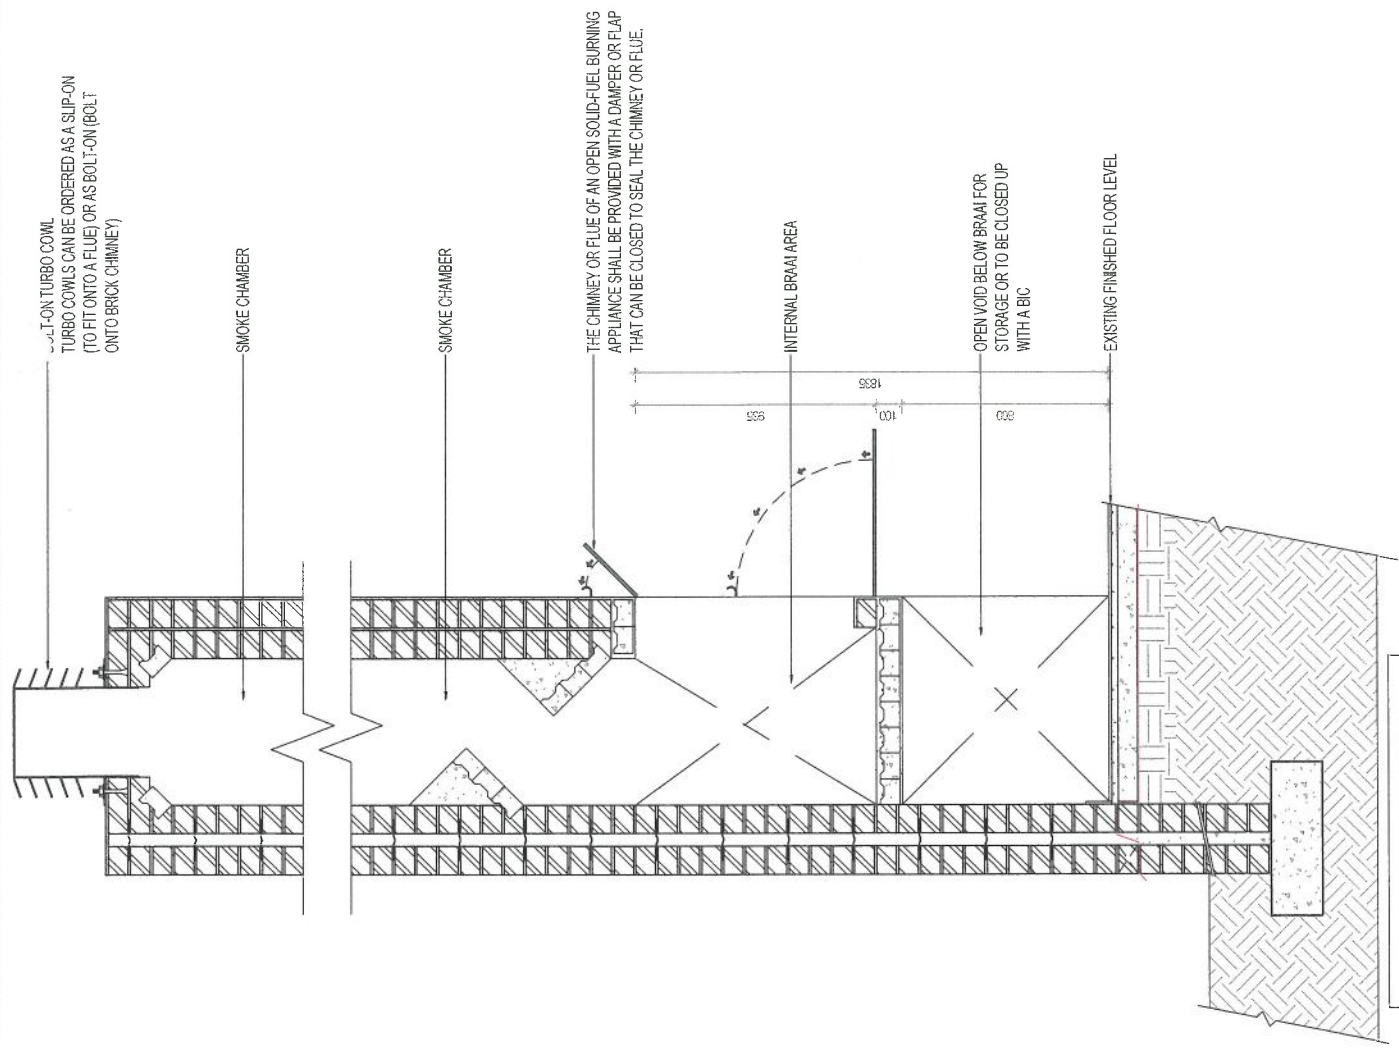 TURBO COWL
TURBO COWLS CAN BE ORDERED AS A SLIP-ON
(TO FIT ONTO A FLUE) OR AS BOLT-ON (BOLT
ONTO BRICK CHIMNEY)
SMOKE CHAMBER
SMOKE CHAMBER
THE CHIMNEY OR FLUE OF AN OPEN SOLID-FUEL BURNING
APPLIANCE SHALL BE PROVIDED WITH A DAMPER OR FLAP
THAT CAN BE CLOSED TO SEAL THE CHIMNEY OR FLUE.
INTERNAL BRAAI AREA
OPEN VOID BELOW BRAAI FOR
STORAGE OR TO BE CLOSED UP
WITH A BIC
EXISTING FINISHED FLOOR LEVEL
1835
100